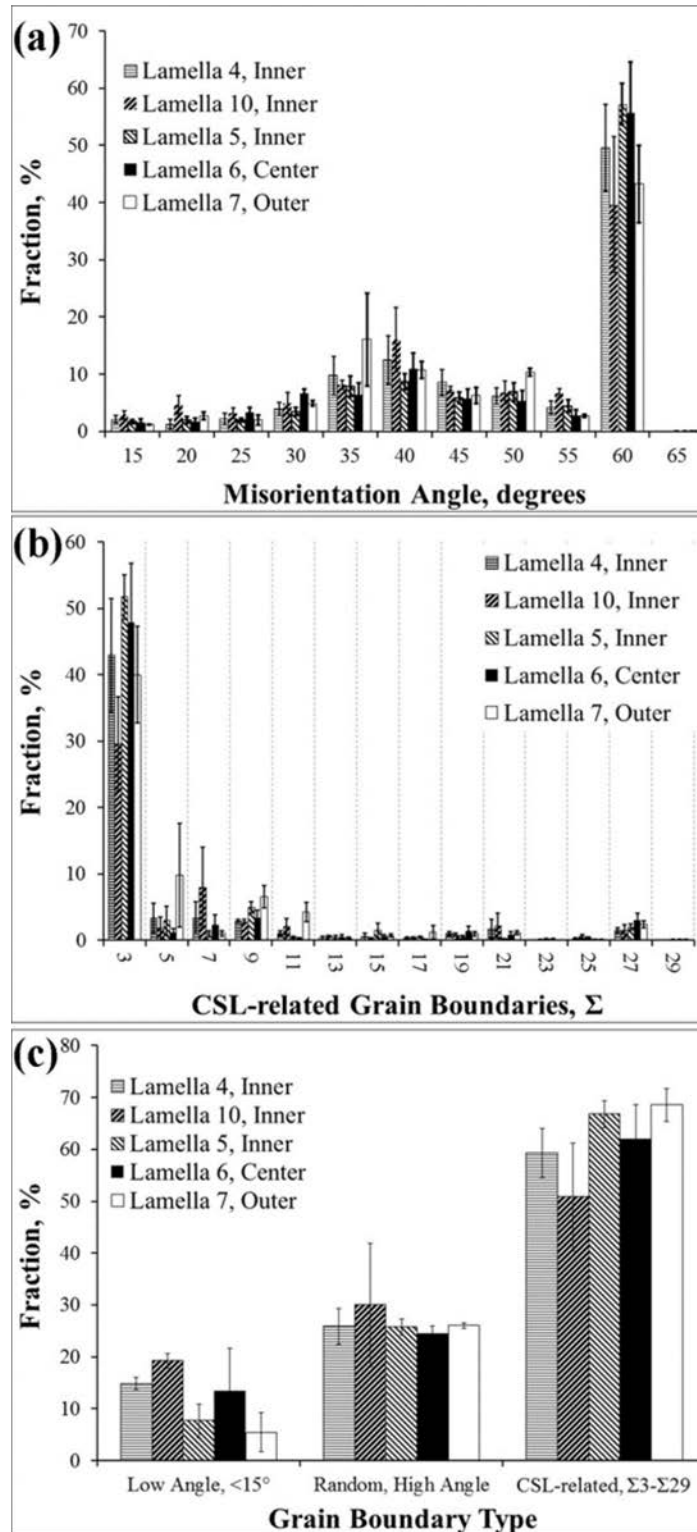 (a)
70
60
50
40
30
20
10
0
Fraction, %
Lamella 4, Inner
Lamella 10, Inner
Lamella 5, Inner
Lamella 6, Center
Lamella 7, Outer
15 20 25 30 35 40 45 50 55 60 65
Misorientation Angle, degrees
(b)
60
50
40
30
20
10
0
Fraction, %
Lamella 4, Inner
Lamella 10, Inner
Lamella 5, Inner
Lamella 6, Center
Lamella 7, Outer
3 5 7 9 11 13 15 17 19 21 23 25 27 29
CSL-related Grain Boundaries, Σ
(c)
80
70
60
50
40
30
20
10
0
Fraction, %
Lamella 4, Inner
Lamella 10, Inner
Lamella 5, Inner
Lamella 6, Center
Lamella 7, Outer
Low Angle, <15° Random, High Angle CSL-related, Σ3-Σ29
Grain Boundary Type